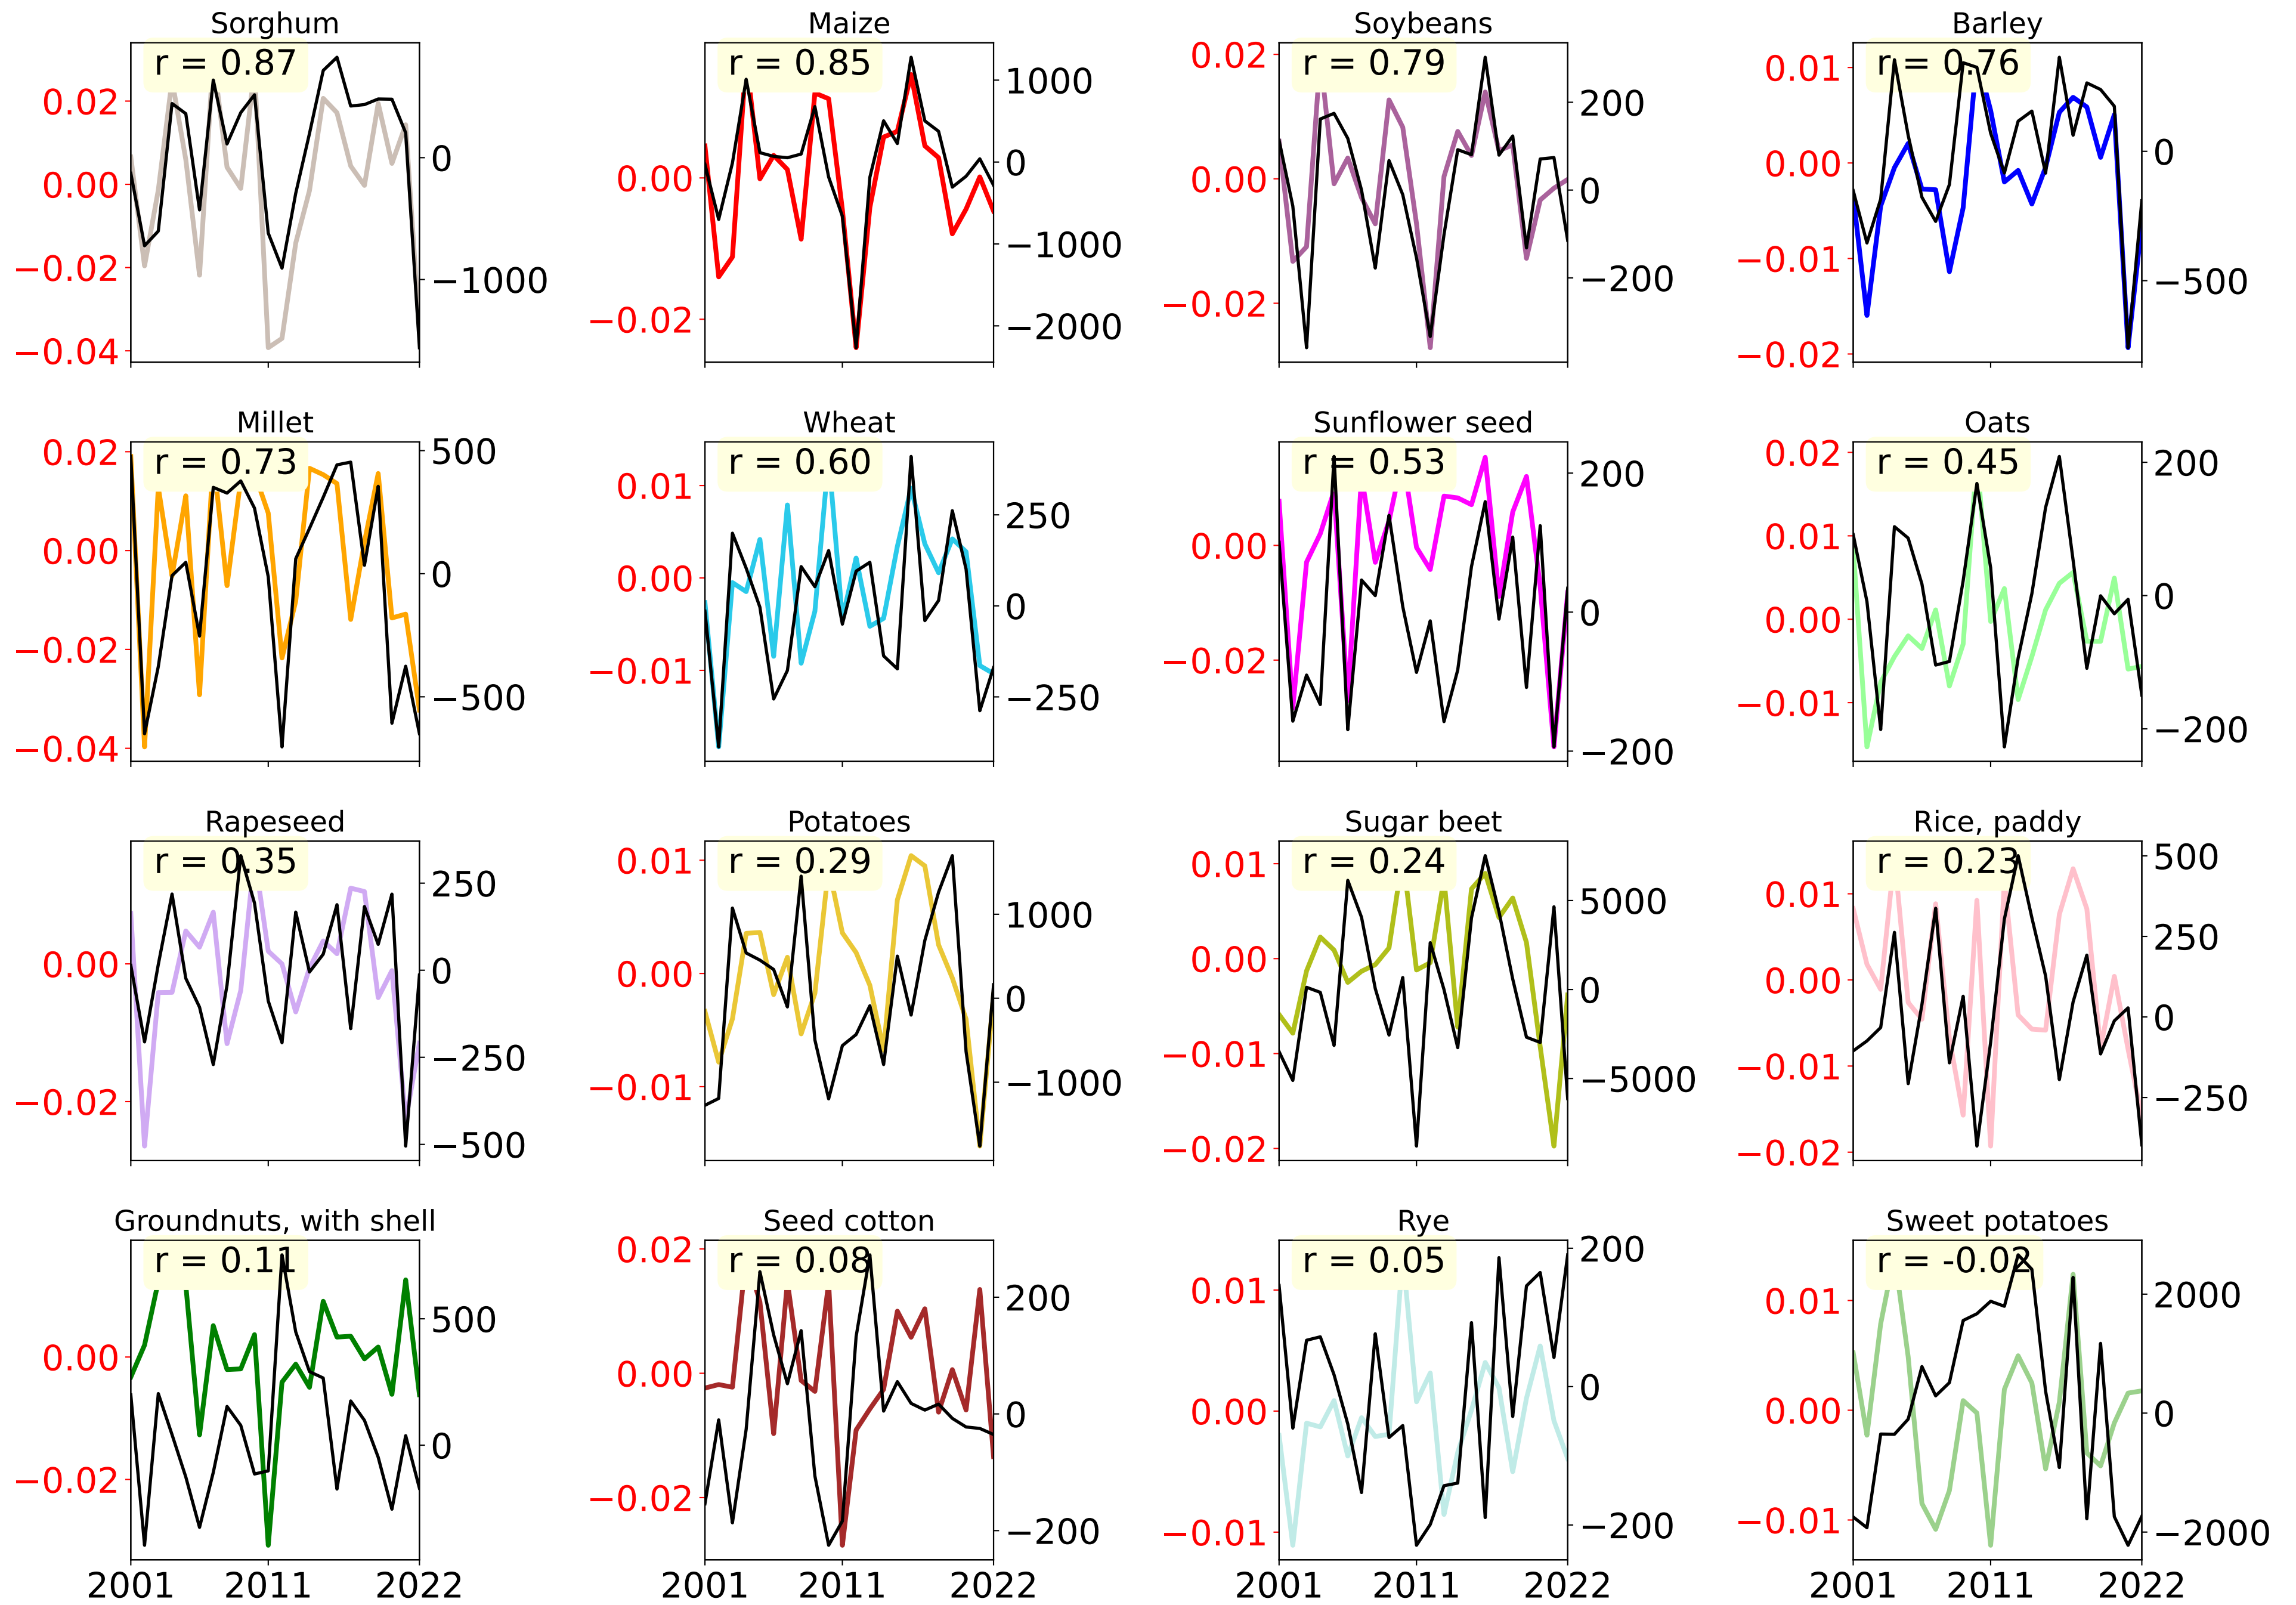 Sorghum
r = 0.87
0.02
0.00
−0.02
−0.04
0
−1000
Maize
r = 0.85
0.00
−0.02
1000
0
−1000
−2000
Soybeans
r = 0.79
0.02
0.00
−0.02
200
0
−200
Barley
r = 0.76
0.01
0.00
−0.01
−0.02
0
−500
Millet
r = 0.73
0.02
0.00
−0.02
−0.04
500
0
−500
Wheat
r = 0.60
0.01
0.00
−0.01
250
0
−250
Sunflower seed
r = 0.53
0.00
−0.02
200
0
−200
Oats
r = 0.45
0.02
0.01
0.00
−0.01
200
0
−200
Rapeseed
r = 0.35
0.00
−0.02
250
0
−250
−500
Potatoes
r = 0.29
0.01
0.00
−0.01
1000
0
−1000
Sugar beet
r = 0.24
0.01
0.00
−0.01
−0.02
5000
0
−5000
Rice, paddy
r = 0.23
0.01
0.00
−0.01
−0.02
500
250
0
−250
Groundnuts, with shell
r = 0.11
0.00
−0.02
500
0
2001 2011 2022
Seed cotton
r = 0.08
0.02
0.00
−0.02
200
0
−200
2001 2011 2022
Rye
r = 0.05
0.01
0.00
−0.01
200
0
−200
2001 2011 2022
Sweet potatoes
r = -0.02
0.01
0.00
−0.01
2000
0
−2000
2001 2011 2022